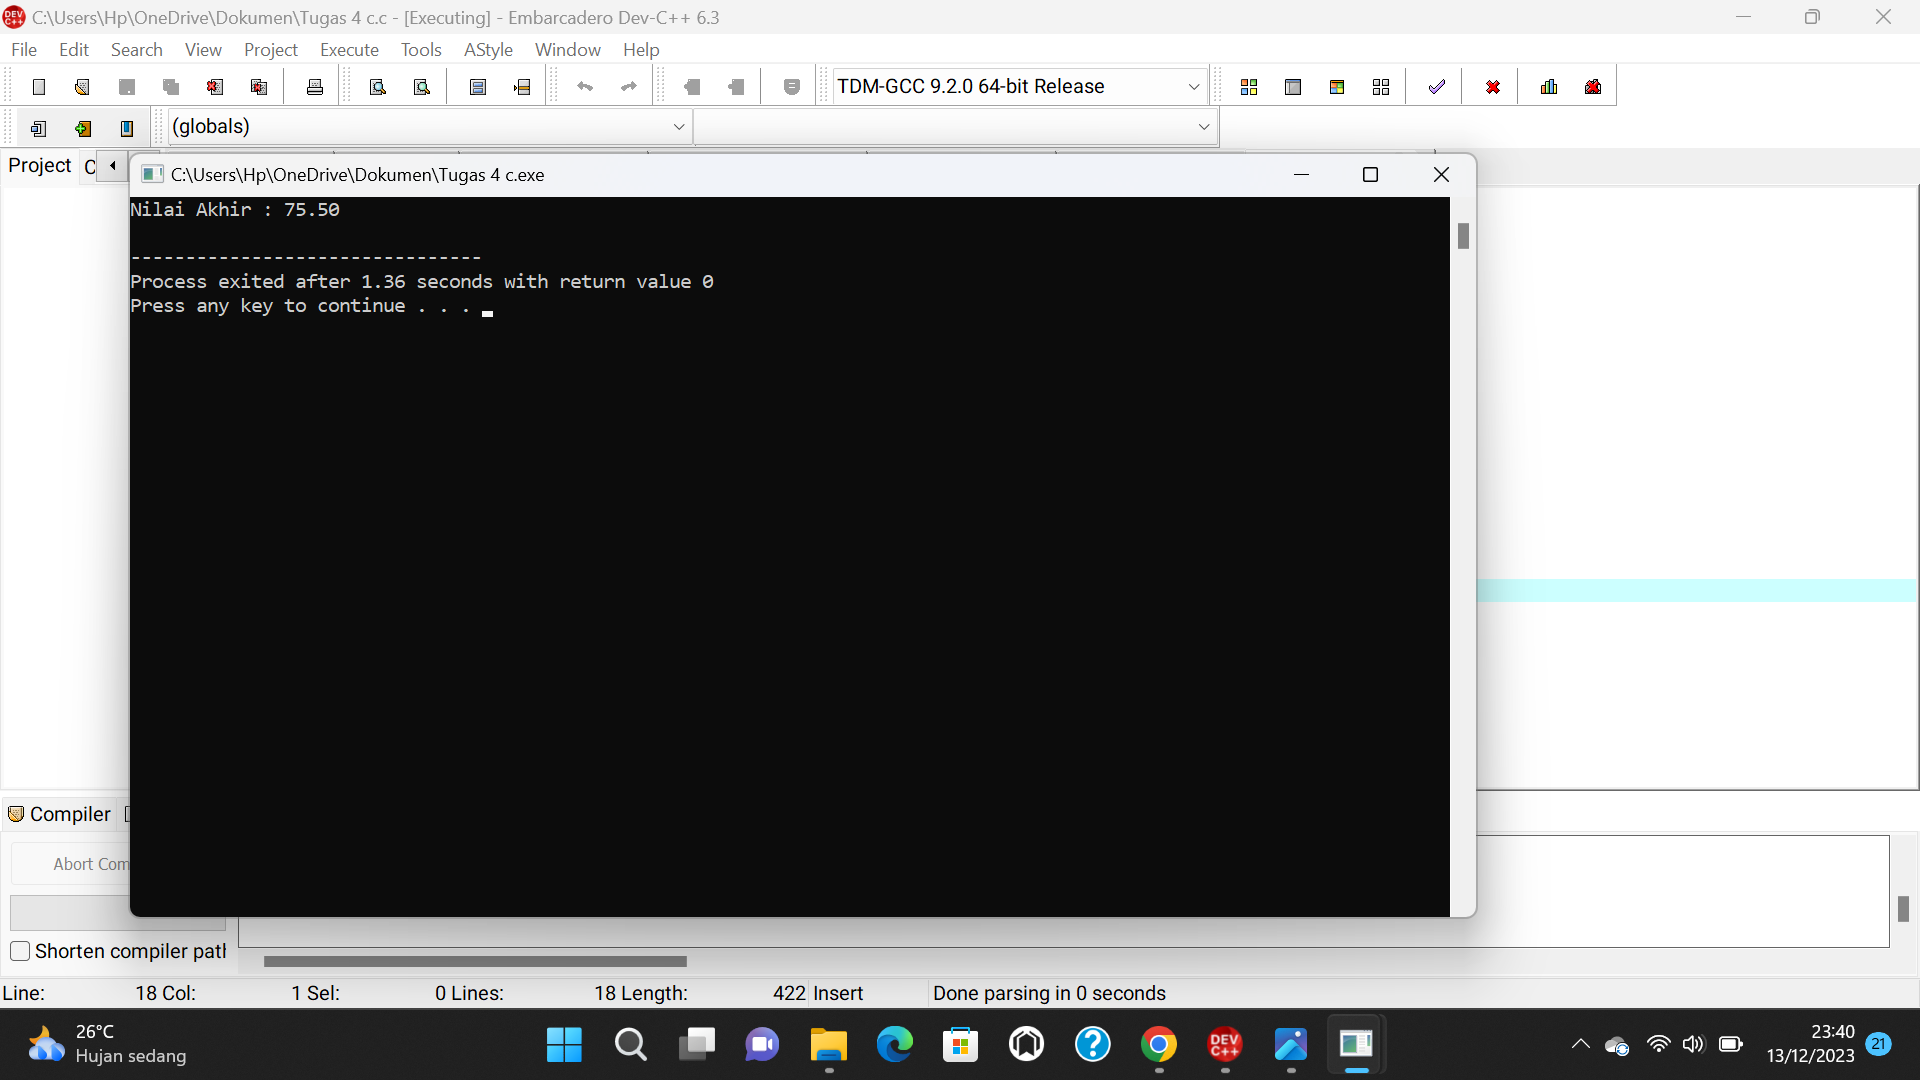 C:\Users\Hp\OneDrive\Dokumen\Tugas 4 c.c - [Executing] - Embarcadero Dev-C++ 6.3
File Edit Search View Project Execute Tools AStyle Window Help
TDM-GCC 9.2.0 64-bit Release
(globals)
Project
C:\Users\Hp\OneDrive\Dokumen\Tugas 4 c.exe
Nilai Akhir : 75.50
--------------------------------
Process exited after 1.36 seconds with return value 0
Press any key to continue . . .
Compiler
Abort Com
Shorten compiler path
Line: 18 Col: 1 Sel: 0 Lines: 18 Length: 422 Insert Done parsing in 0 seconds
26°C
Hujan sedang
DEV C++
23:40
13/12/2023
21